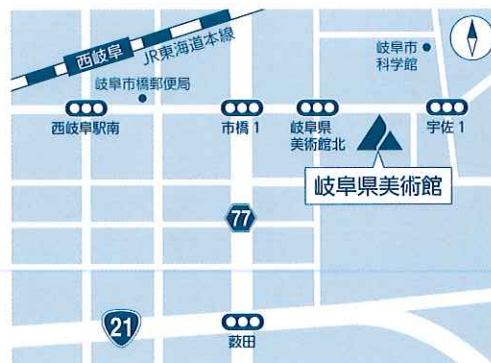 西岐阜
JR東海道本線
岐阜市橋郵便局
岐阜市
科学館
西岐阜駅南
市橋1
岐阜県
美術館北
宇佐1
岐阜県美術館
77
21
薮田